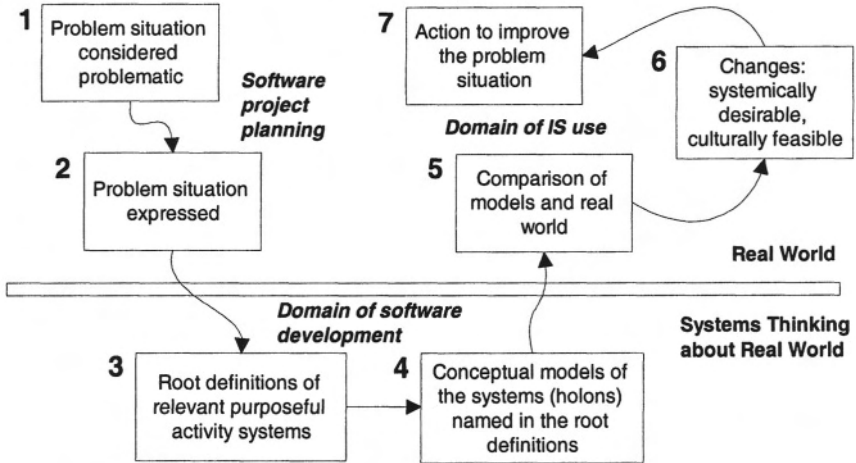 1
Problem situation
considered
problematic
Software
project
planning
2
Problem situation
expressed
7
Action to improve
the problem
situation
6
Changes:
systemically
desirable,
culturally feasible
Domain of IS use
5
Comparison of
models and real
world
Real World
Domain of software
development
Systems Thinking
about Real World
3
Root definitions of
relevant purposeful
activity systems
4
Conceptual models of
the systems (holons)
named in the root
definitions